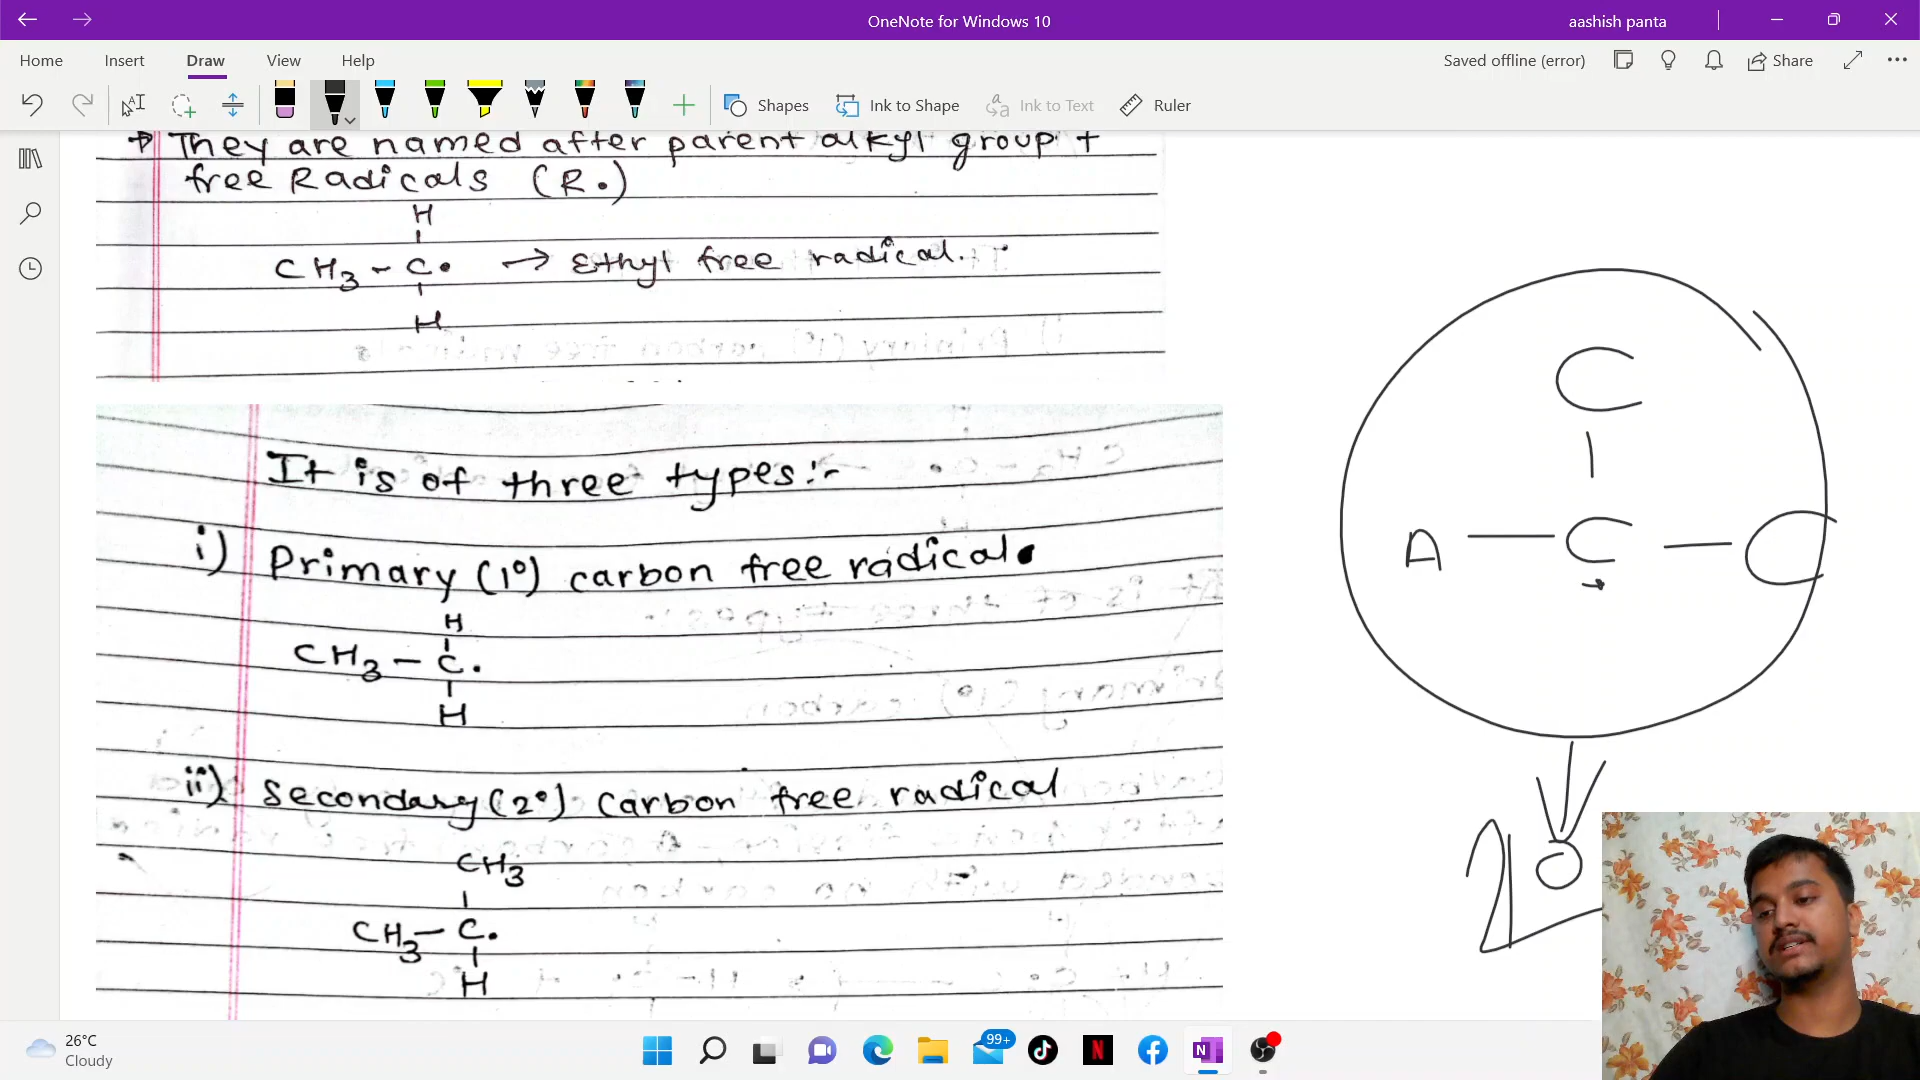 OneNote for Windows 10
aashish panta
Home
Insert
Draw
View
Help
Saved offline (error)
Share
Shapes
Ink to Shape
Ink to Text
Ruler
They are named after parent alkyl group +
free Radicals (R•)
H
CH3 - C• → Ethyl free radical.
H
It is of three types:-
i) Primary (1°) carbon free radical•
H
CH3 - C•
H
ii) Secondary (2°) carbon free radical
CH3
CH3 - C•
H
C
A — C — C
2°
26°C
Cloudy
99+